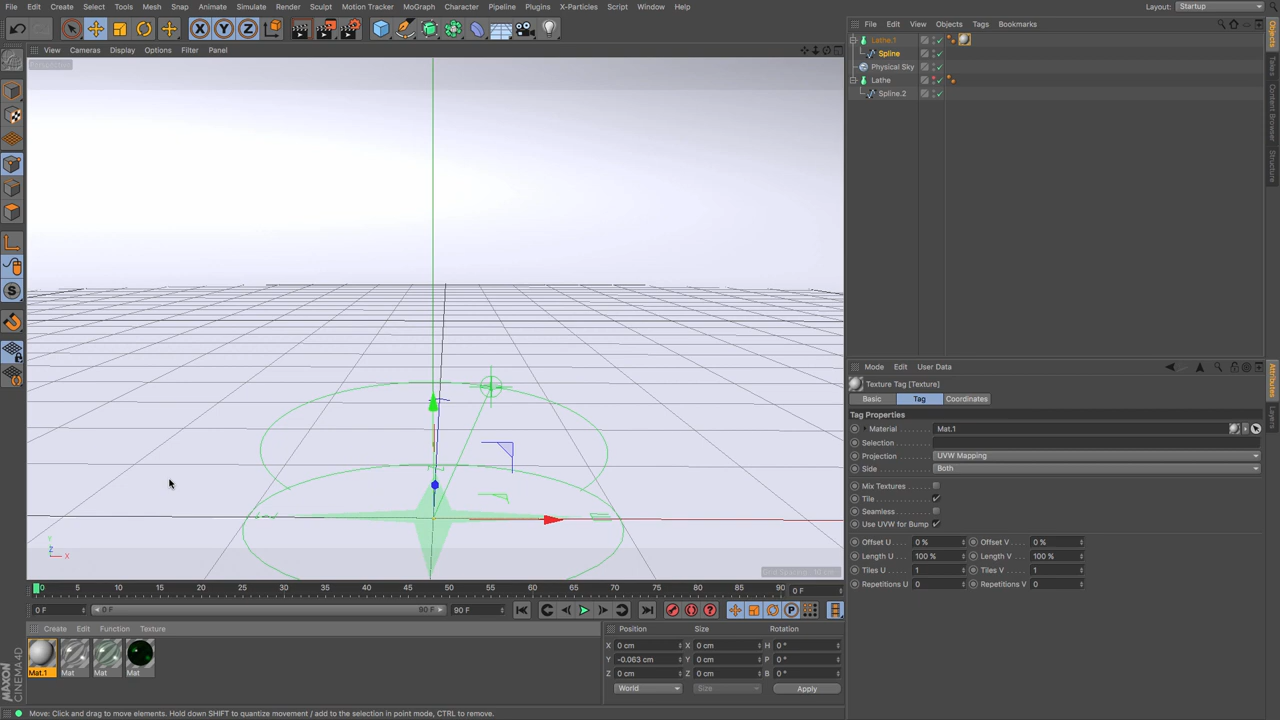 File Edit Create Select Tools Mesh Snap Animate Simulate Render Sculpt Motion Tracker MoGraph Character Pipeline Plugins X-Particles Script Window Help Layout: Startup
File Edit View Objects Tags Bookmarks
View Cameras Display Options Filter Panel
Lathe.1
Spline
Physical Sky
Lathe
Spline.2
Objects
Takes
Content Browser
Structure
Mode Edit User Data
Texture Tag [Texture]
Basic Tag Coordinates
Tag Properties
Material Mat.1
Selection
Projection UVW Mapping
Side Both
Mix Textures
Tile
Seamless
Use UVW for Bump
Offset U 0 % Offset V 0 %
Length U 100 % Length V 100 %
Tiles U 1 Tiles V 1
Repetitions U 0 Repetitions V 0
Attributes
Layers
Y
Z
X
0 5 10 15 20 25 30 35 40 45 50 55 60 65 70 75 80 85 90 0 F
0 F 0 F 90 F 90 F
Create Edit Function Texture
Mat.1 Mat Mat Mat
Position Size Rotation
X 0 cm X 0 cm H 0 °
Y -0.063 cm Y 0 cm P 0 °
Z 0 cm Z 0 cm B 0 °
World Size Apply
MAXON CINEMA 4D
Move: Click and drag to move elements. Hold down SHIFT to quantize movement / add to the selection in point mode, CTRL to remove.